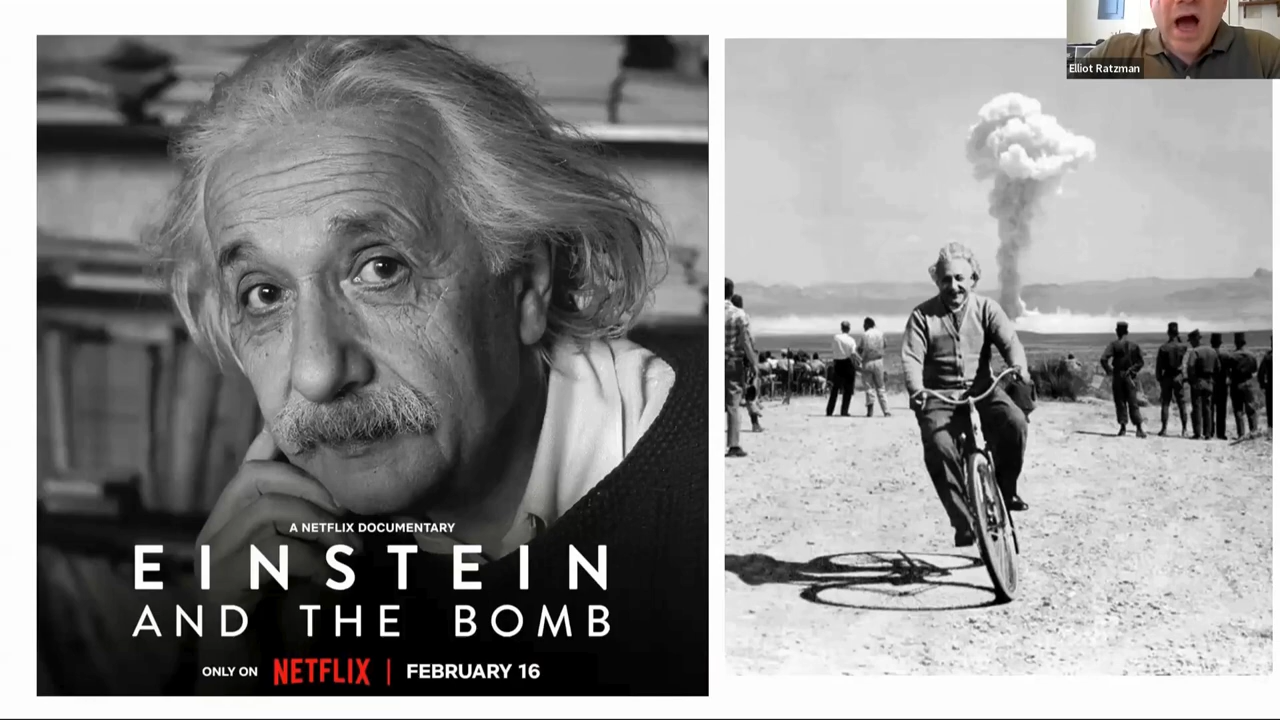 Elliot Ratzman
A NETFLIX DOCUMENTARY
EINSTEIN
AND THE BOMB
ONLY ON NETFLIX | FEBRUARY 16